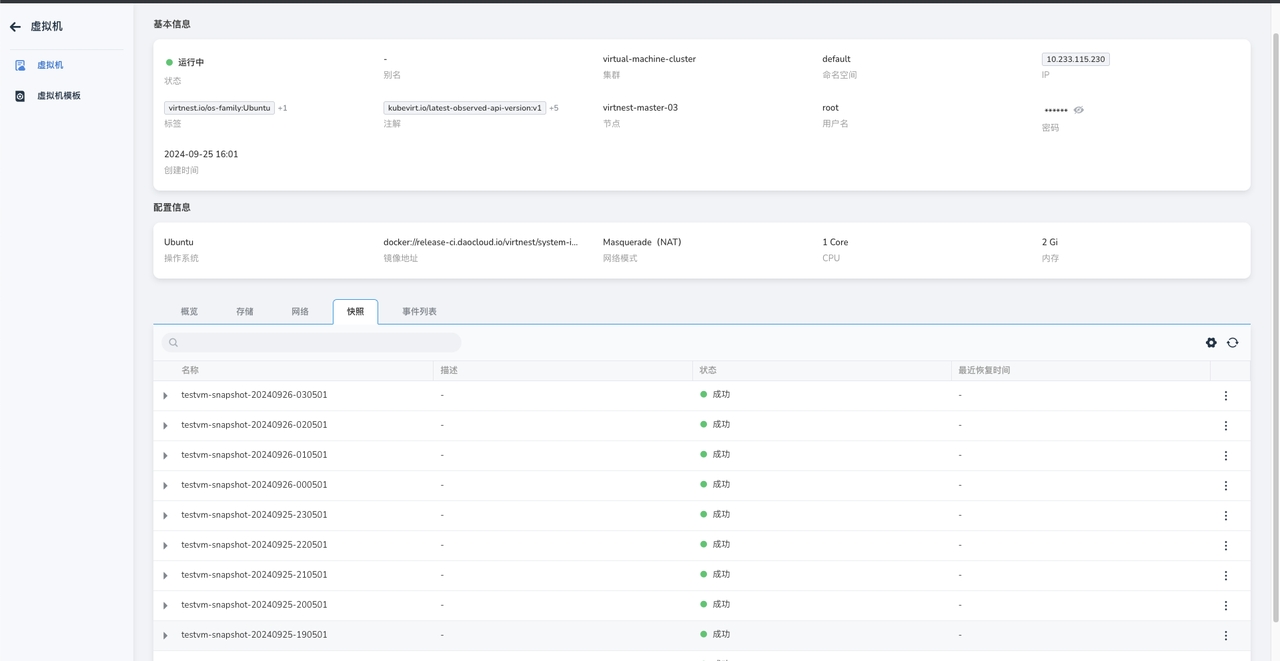 虚拟机
虚拟机
虚拟机模板
基本信息
运行中
状态
-
别名
virtual-machine-cluster
集群
default
命名空间
10.233.115.230
IP
virtnest.io/os-family:Ubuntu +1
标签
kubevirt.io/latest-observed-api-version:v1 +5
注解
virtnest-master-03
节点
root
用户名
••••••
密码
2024-09-25 16:01
创建时间
配置信息
Ubuntu
操作系统
docker://release-ci.daocloud.io/virtnest/system-i...
镜像地址
Masquerade（NAT）
网络模式
1 Core
CPU
2 Gi
内存
概览 存储 网络 快照 事件列表
名称 描述 状态 最近恢复时间
testvm-snapshot-20240926-030501 - 成功 -
testvm-snapshot-20240926-020501 - 成功 -
testvm-snapshot-20240926-010501 - 成功 -
testvm-snapshot-20240926-000501 - 成功 -
testvm-snapshot-20240925-230501 - 成功 -
testvm-snapshot-20240925-220501 - 成功 -
testvm-snapshot-20240925-210501 - 成功 -
testvm-snapshot-20240925-200501 - 成功 -
testvm-snapshot-20240925-190501 - 成功 -